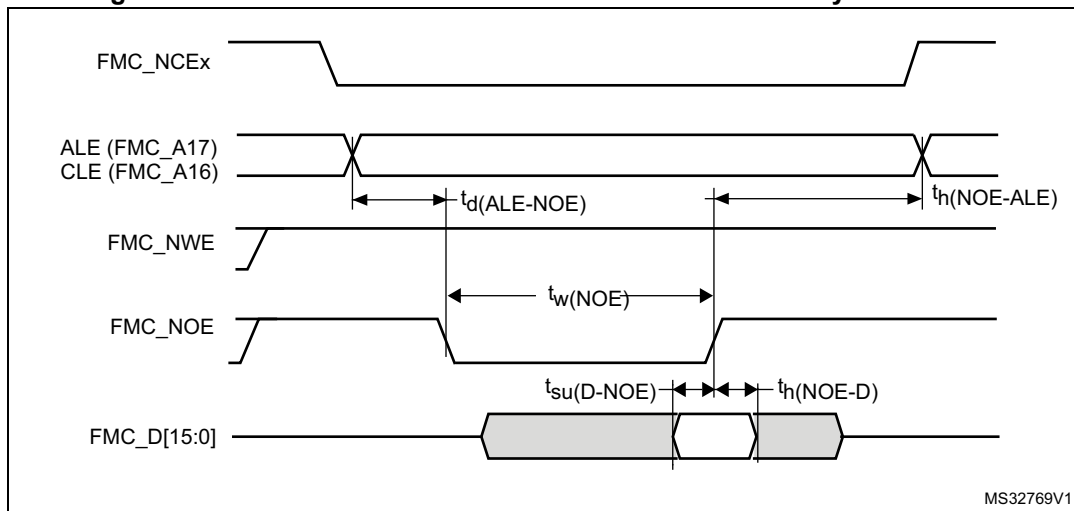 FMC_NCEx
ALE (FMC_A17)
CLE (FMC_A16)
td(ALE-NOE)
th(NOE-ALE)
FMC_NWE
tw(NOE)
FMC_NOE
tsu(D-NOE)
th(NOE-D)
FMC_D[15:0]
MS32769V1